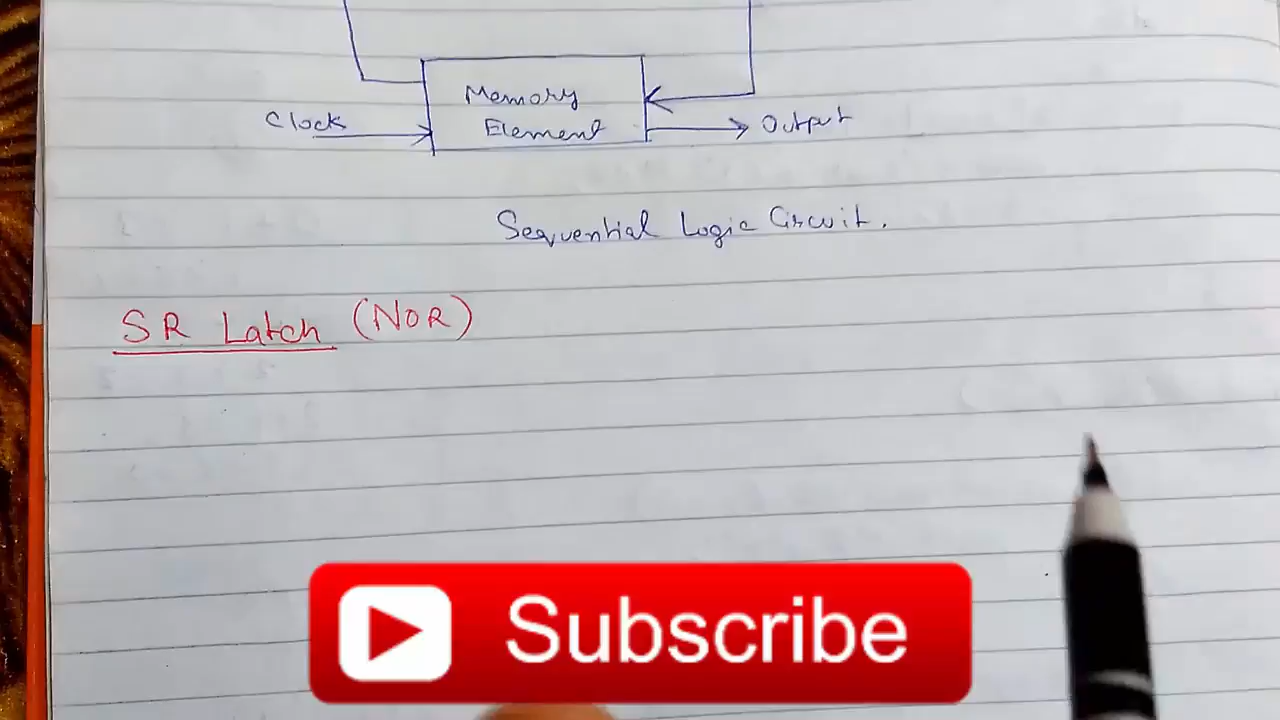 Memory
Clock
Element
Output
Sequential Logic Circuit.
SR Latch (NOR)
Subscribe